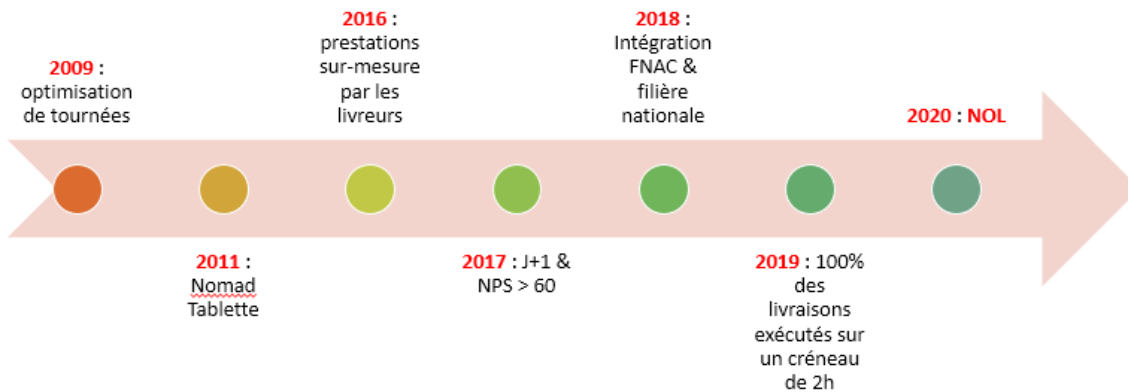 2009 :
optimisation
de tournées
2011 :
Nomad
Tablette
2016 :
prestations
sur-mesure
par les
livreurs
2017 : J+1 &
NPS > 60
2018 :
Intégration
FNAC &
filière
nationale
2019 : 100%
des
livraisons
exécutés sur
un créneau
de 2h
2020 : NOL